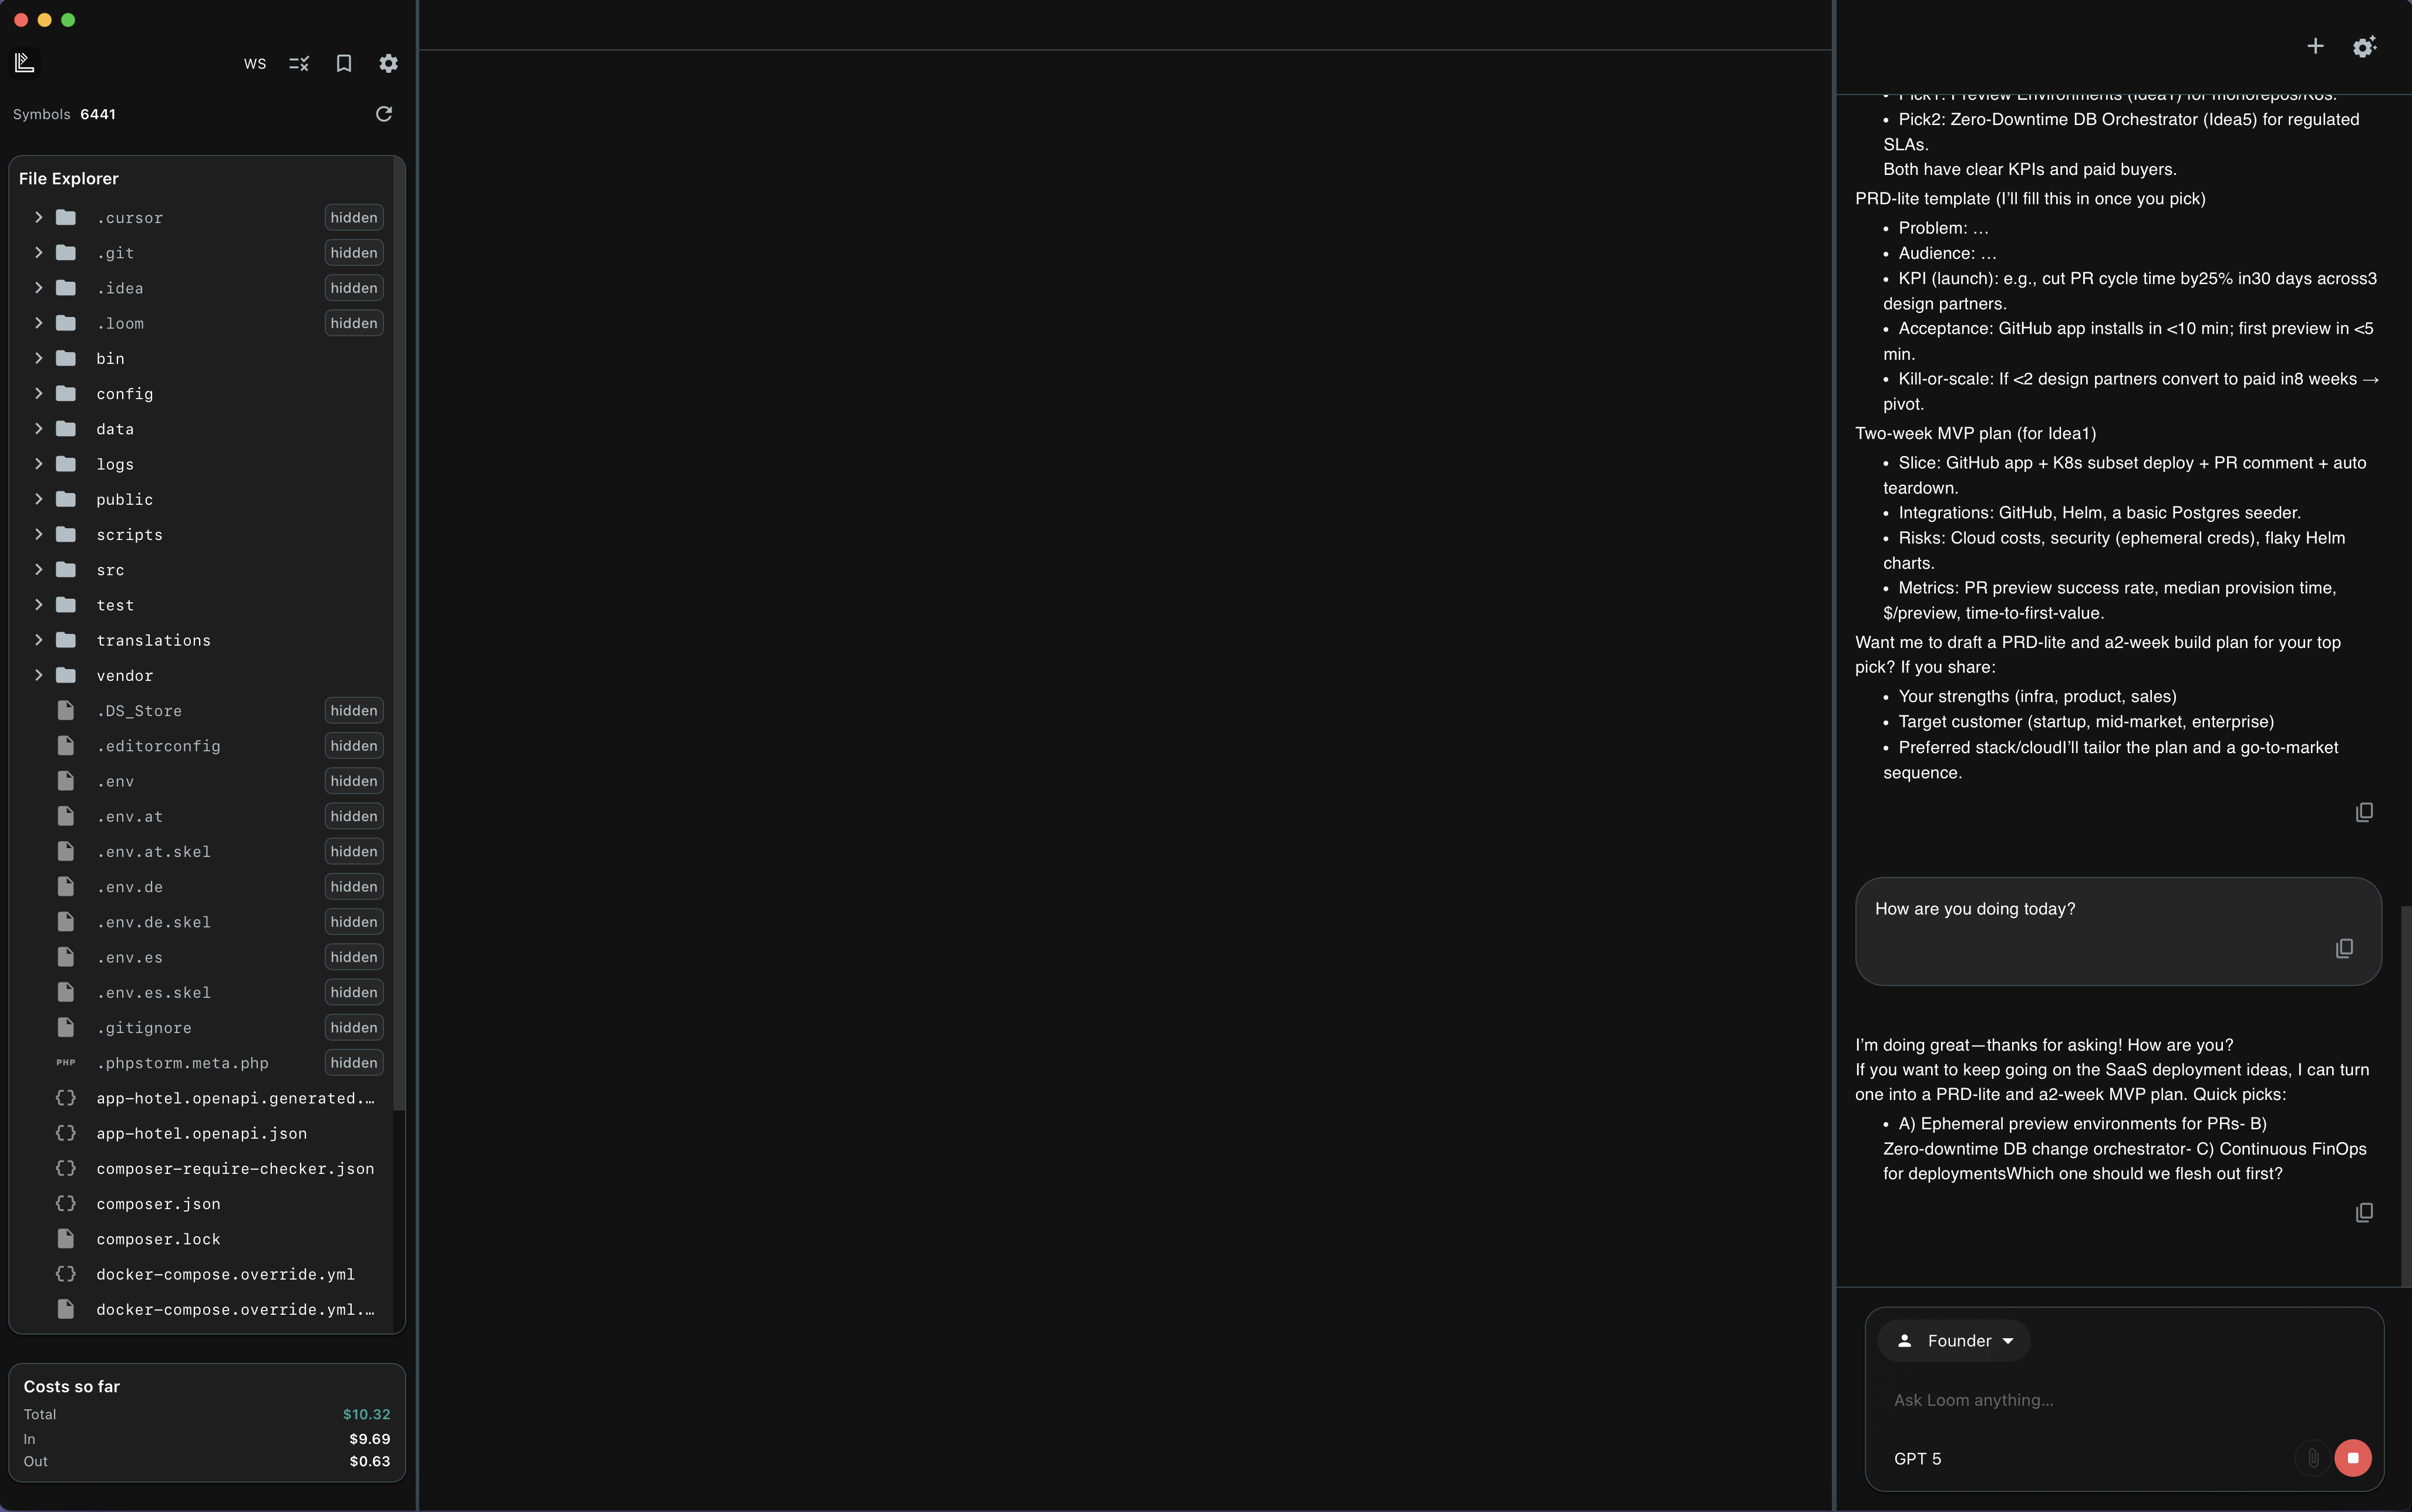 WS
Symbols 6441
File Explorer
.cursor hidden
.git hidden
.idea hidden
.loom hidden
bin
config
data
logs
public
scripts
src
test
translations
vendor
.DS_Store hidden
.editorconfig hidden
.env hidden
.env.at hidden
.env.at.skel hidden
.env.de hidden
.env.de.skel hidden
.env.es hidden
.env.es.skel hidden
.gitignore hidden
PHP .phpstorm.meta.php hidden
{} app-hotel.openapi.generated.…
{} app-hotel.openapi.json
{} composer-require-checker.json
{} composer.json
composer.lock
{} docker-compose.override.yml
docker-compose.override.yml.…
Costs so far
Total $10.32
In $9.69
Out $0.63
• Pick1: Preview Environments (Idea1) for monorepos/K8s.
• Pick2: Zero-Downtime DB Orchestrator (Idea5) for regulated
SLAs.
Both have clear KPIs and paid buyers.
PRD-lite template (I’ll fill this in once you pick)
• Problem: …
• Audience: …
• KPI (launch): e.g., cut PR cycle time by25% in30 days across3
design partners.
• Acceptance: GitHub app installs in <10 min; first preview in <5
min.
• Kill-or-scale: If <2 design partners convert to paid in8 weeks →
pivot.
Two-week MVP plan (for Idea1)
• Slice: GitHub app + K8s subset deploy + PR comment + auto
teardown.
• Integrations: GitHub, Helm, a basic Postgres seeder.
• Risks: Cloud costs, security (ephemeral creds), flaky Helm
charts.
• Metrics: PR preview success rate, median provision time,
$/preview, time-to-first-value.
Want me to draft a PRD-lite and a2-week build plan for your top
pick? If you share:
• Your strengths (infra, product, sales)
• Target customer (startup, mid-market, enterprise)
• Preferred stack/cloudI’ll tailor the plan and a go-to-market
sequence.
How are you doing today?
I’m doing great—thanks for asking! How are you?
If you want to keep going on the SaaS deployment ideas, I can turn
one into a PRD-lite and a2-week MVP plan. Quick picks:
• A) Ephemeral preview environments for PRs- B)
Zero-downtime DB change orchestrator- C) Continuous FinOps
for deploymentsWhich one should we flesh out first?
Founder
Ask Loom anything...
GPT 5